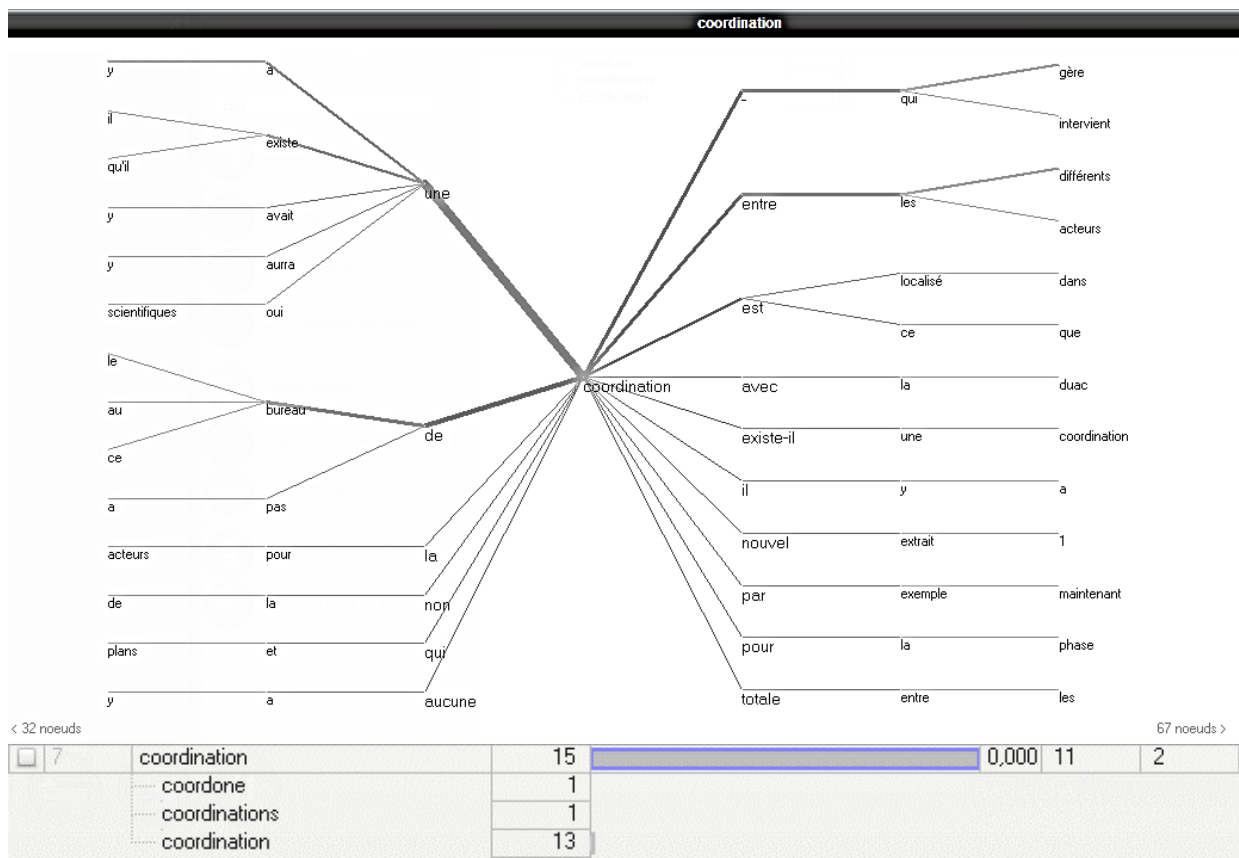 coordination
y a - qui gère
il existe intervient
qu'il une entre les différents
y avait acteurs
y aurra est localisé dans
scientifiques oui ce que
le coordination avec la duac
au bureau de existe-il une coordination
ce il y a
a pas nouvel extrait 1
acteurs pour la par exemple maintenant
de la non pour la phase
plans et qui totale entre les
y a aucune
< 32 noeuds 67 noeuds >
7 coordination 15 0,000 11 2
coordone 1
coordinations 1
coordination 13